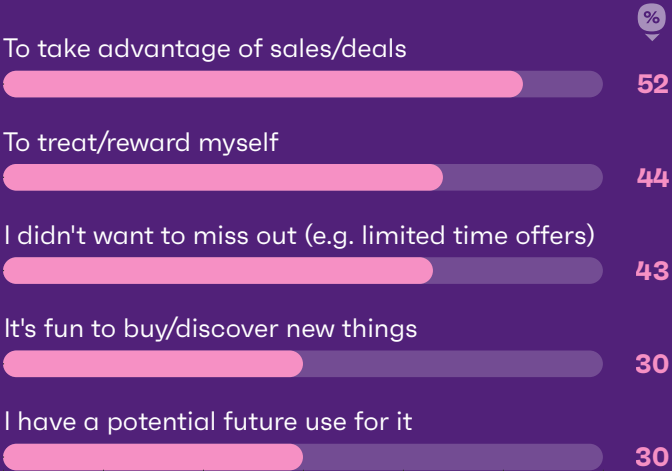 %
To take advantage of sales/deals
52
To treat/reward myself
44
I didn't want to miss out (e.g. limited time offers)
43
It's fun to buy/discover new things
30
I have a potential future use for it
30